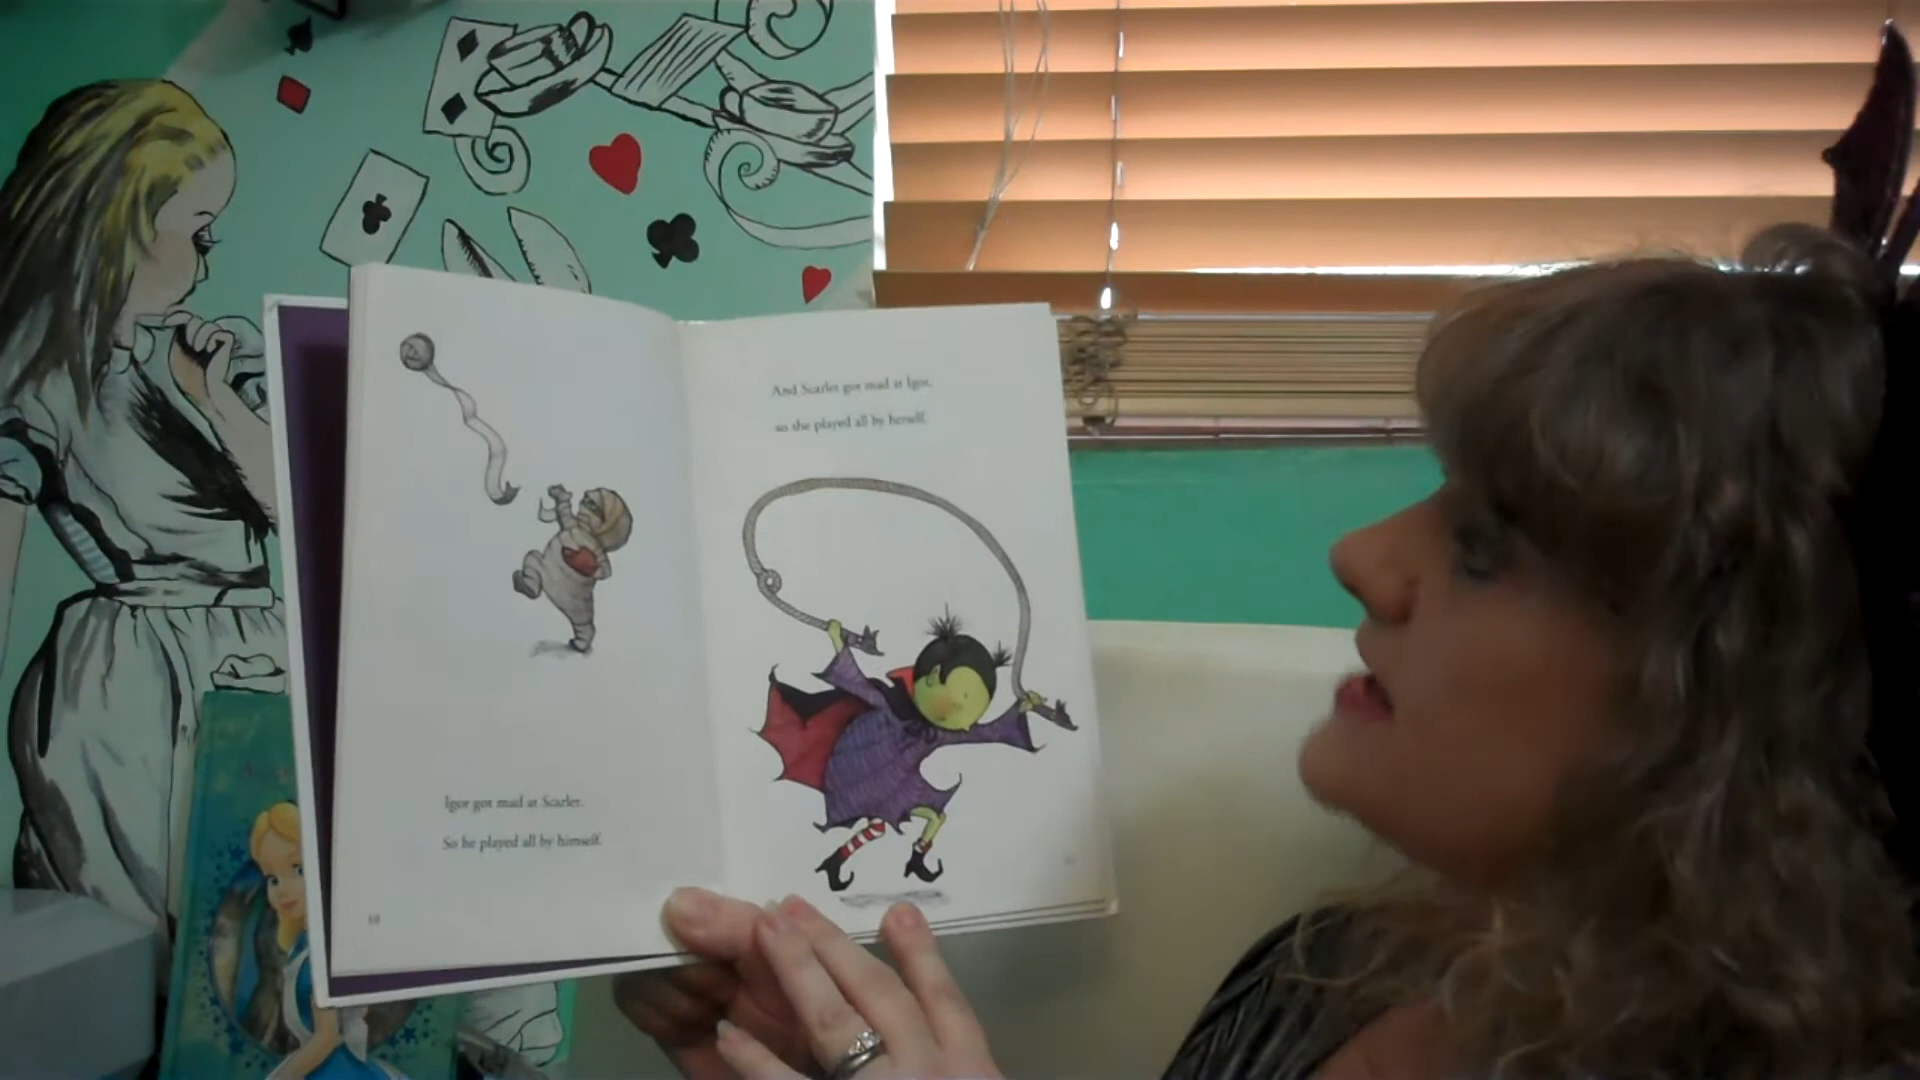 Igor got mad at Scarlet.
So he played all by himself.
And Scarlet got mad at Igor,
so she played all by herself.